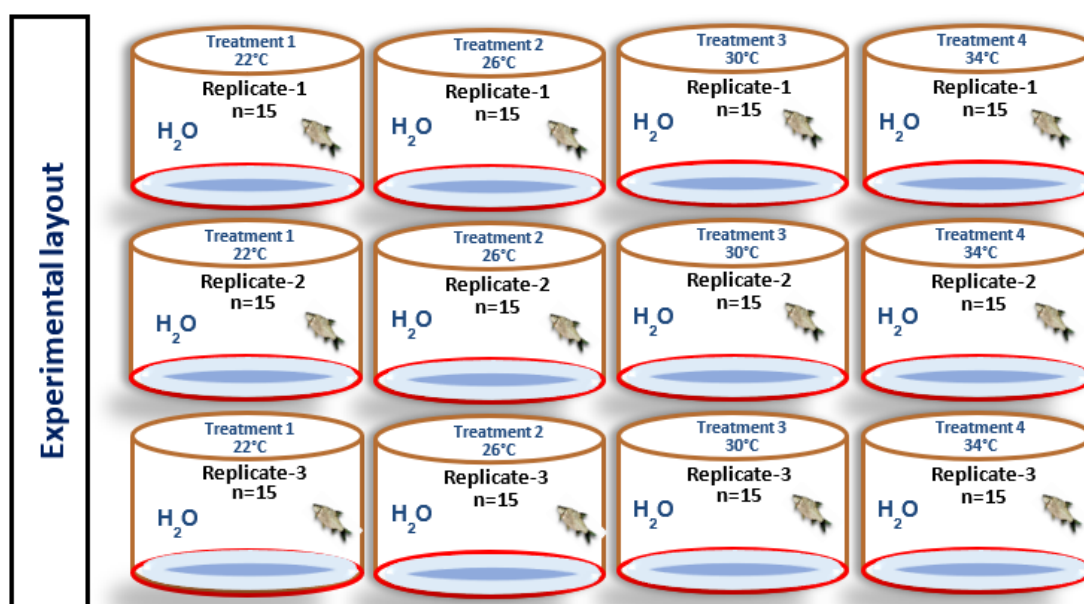 Experimental layout
Treatment 1
22°C
Replicate-1
n=15
H₂O
Treatment 2
26°C
Replicate-1
n=15
H₂O
Treatment 3
30°C
Replicate-1
n=15
H₂O
Treatment 4
34°C
Replicate-1
n=15
H₂O
Treatment 1
22°C
Replicate-2
n=15
H₂O
Treatment 2
26°C
Replicate-2
n=15
H₂O
Treatment 3
30°C
Replicate-2
n=15
H₂O
Treatment 4
34°C
Replicate-2
n=15
H₂O
Treatment 1
22°C
Replicate-3
n=15
H₂O
Treatment 2
26°C
Replicate-3
n=15
H₂O
Treatment 3
30°C
Replicate-3
n=15
H₂O
Treatment 4
34°C
Replicate-3
n=15
H₂O